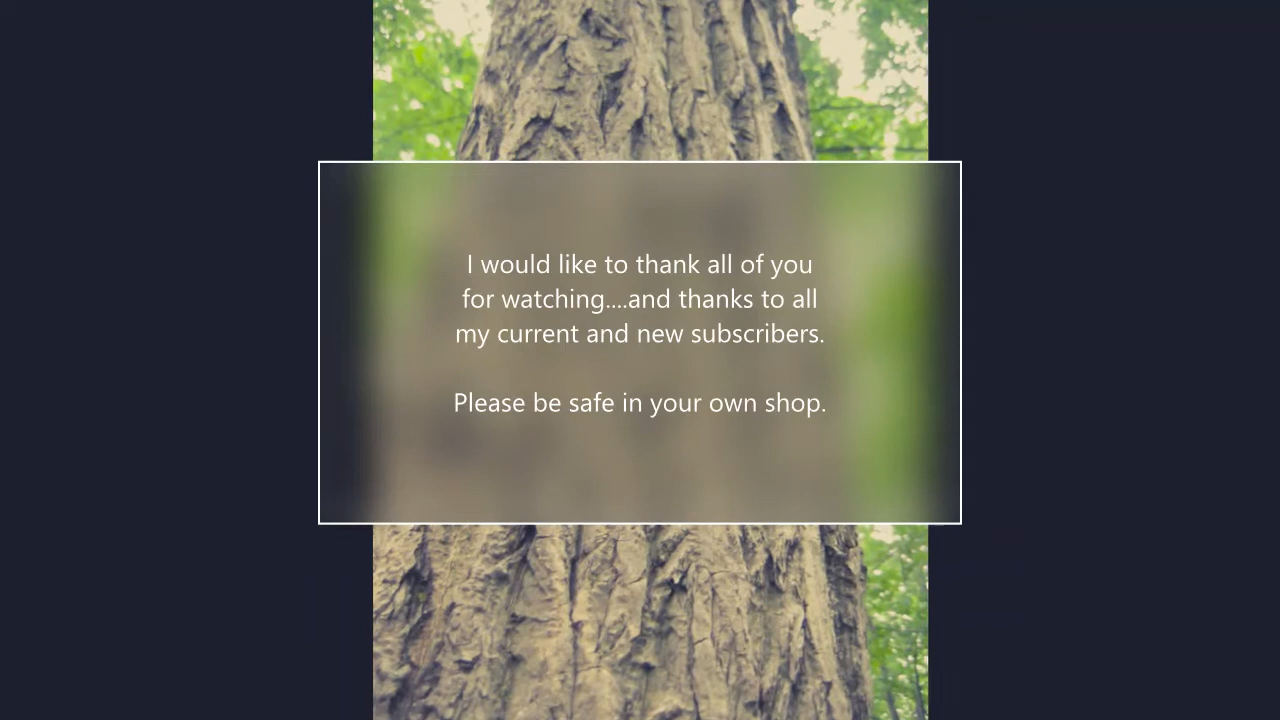 I would like to thank all of you
for watching....and thanks to all
my current and new subscribers.
Please be safe in your own shop.